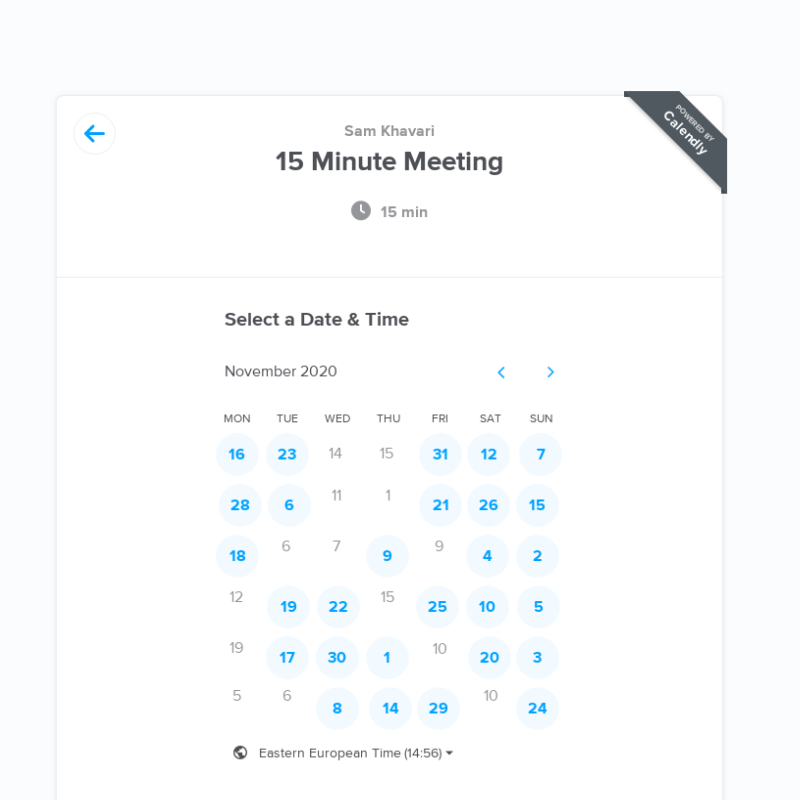 POWERED BY
Calendly
Sam Khavari
15 Minute Meeting
15 min
Select a Date & Time
November 2020
MON TUE WED THU FRI SAT SUN
16 23 14 15 31 12 7
28 6 11 1 21 26 15
18 6 7 9 9 4 2
12 19 22 15 25 10 5
19 17 30 1 10 20 3
5 6 8 14 29 10 24
Eastern European Time (14:56)